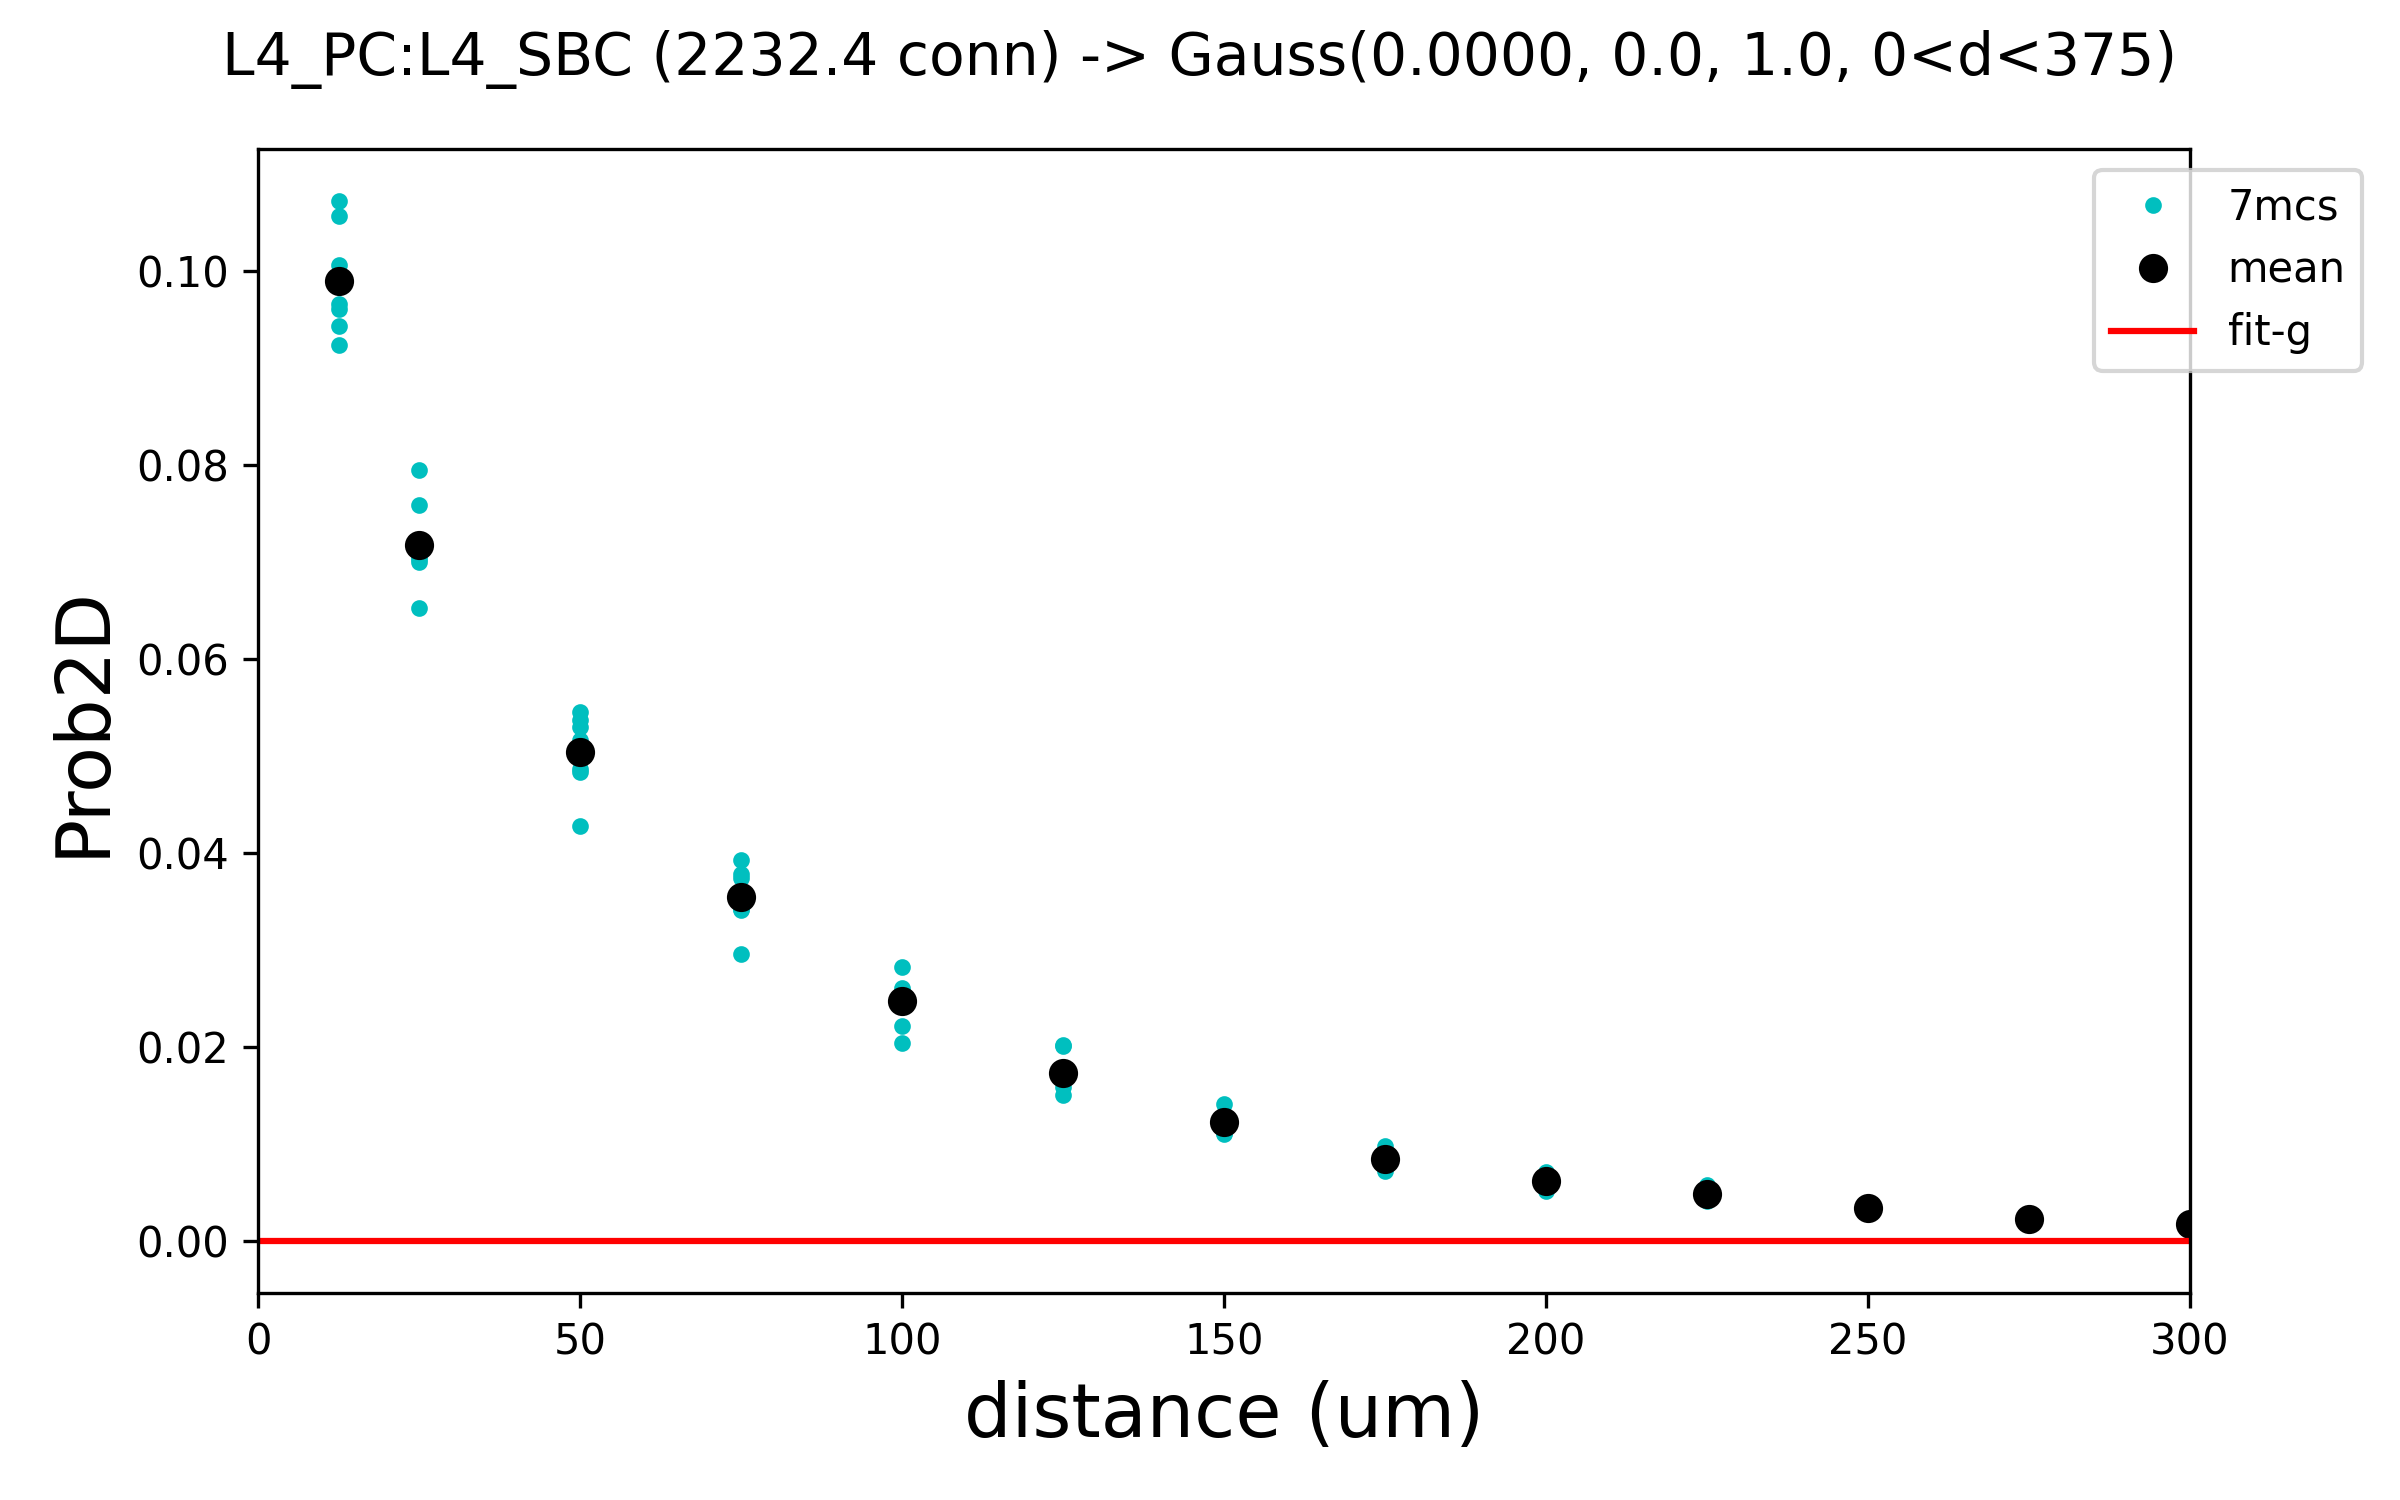 L4_PC:L4_SBC (2232.4 conn) -> Gauss(0.0000, 0.0, 1.0, 0<d<375)
7mcs
mean
fit-g
0.10
0.08
0.06
0.04
0.02
0.00
Prob2D
0 50 100 150 200 250 300
distance (um)